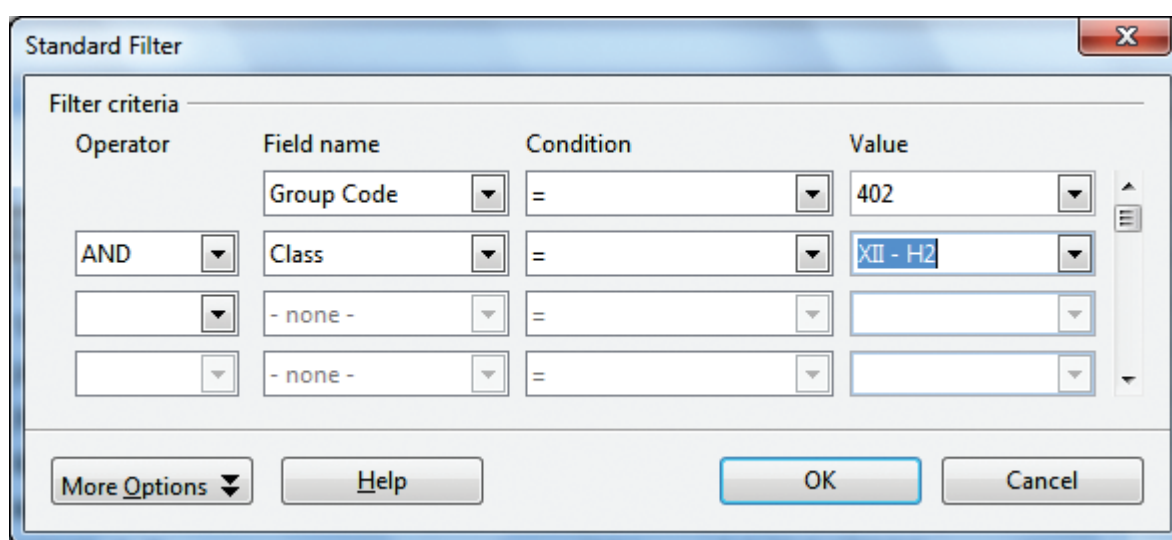 Standard Filter
Filter criteria
Operator Field name Condition Value
Group Code = 402
AND Class = XII - H2
- none - =
- none - =
More Options Help OK Cancel